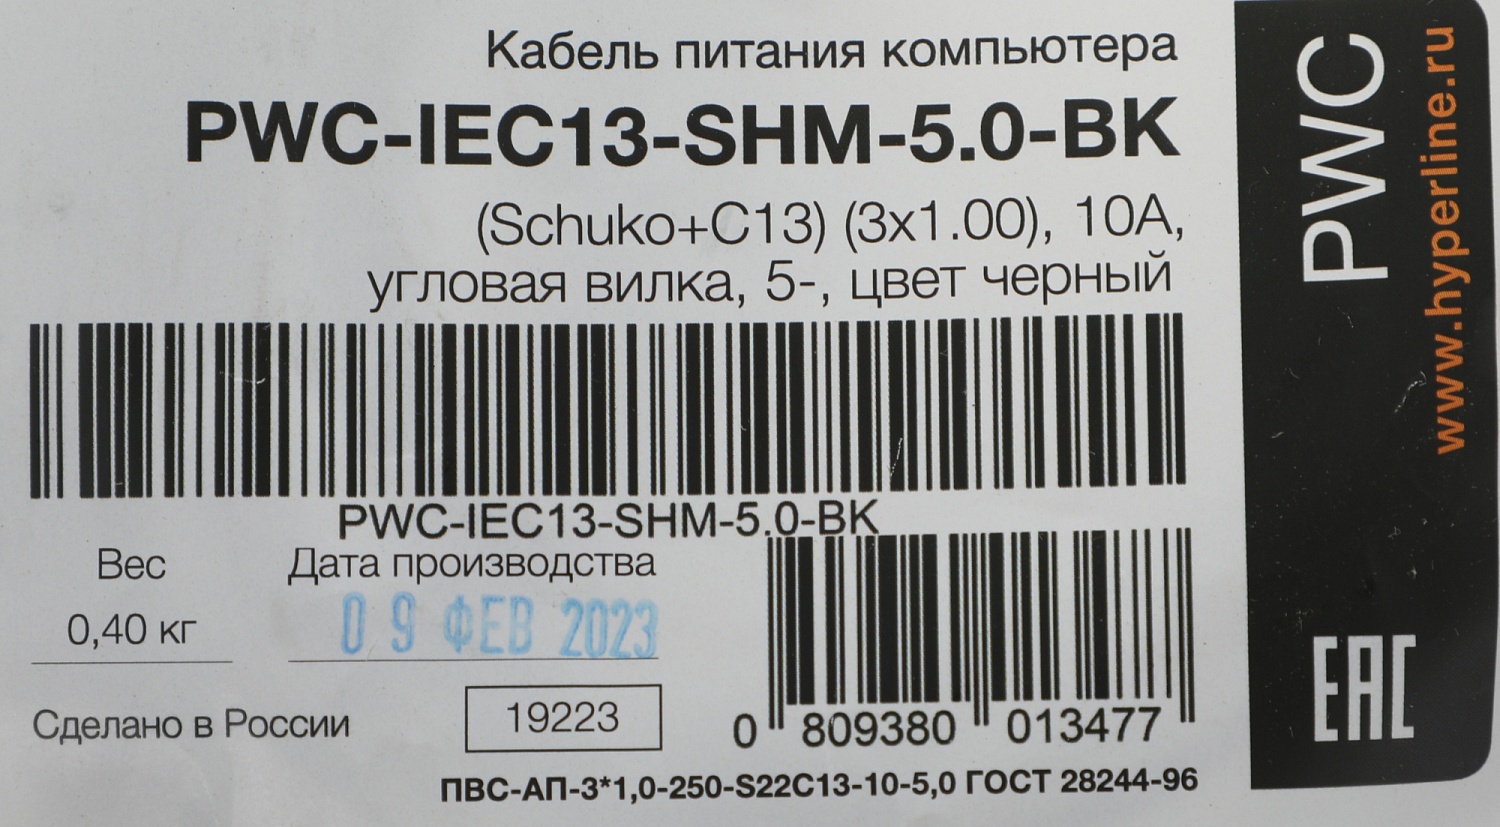 Кабель питания компьютера
PWC-IEC13-SHM-5.0-BK
(Schuko+C13) (3x1.00), 10A,
угловая вилка, 5-, цвет черный
PWC-IEC13-SHM-5.0-BK
Вес
0,40 кг
Дата производства
09 ФЕВ 2023
Сделано в России
19223
0 809380 013477
ПВС-АП-3*1,0-250-S22C13-10-5,0 ГОСТ 28244-96
PWC
www.hyperline.ru
EAC